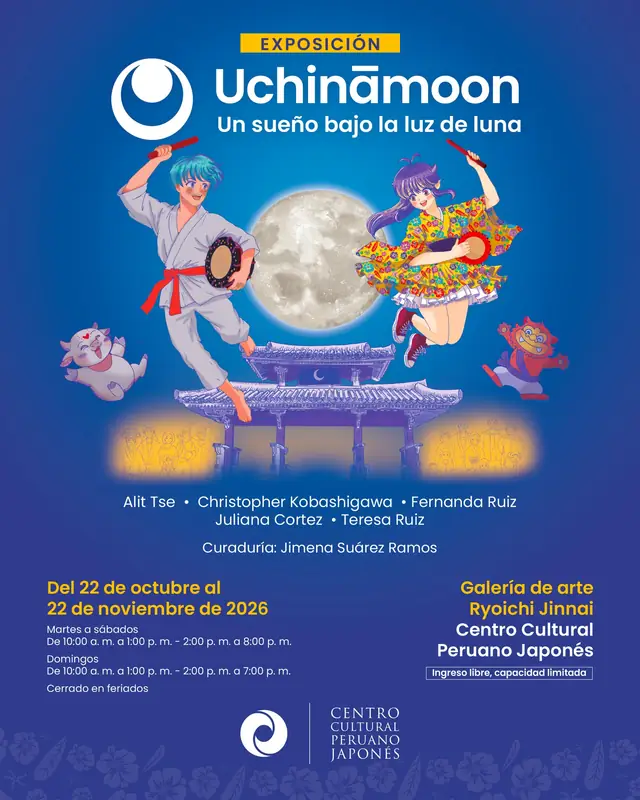 EXPOSICIÓN
Uchināmoon
Un sueño bajo la luz de luna
Alit Tse • Christopher Kobashigawa • Fernanda Ruiz
Juliana Cortez • Teresa Ruiz
Curaduría: Jimena Suárez Ramos
Del 22 de octubre al
22 de noviembre de 2026
Martes a sábados
De 10:00 a. m. a 1:00 p. m. - 2:00 p. m. a 8:00 p. m.
Domingos
De 10:00 a. m. a 1:00 p. m. - 2:00 p. m. a 7:00 p. m.
Cerrado en feriados
Galería de arte
Ryoichi Jinnai
Centro Cultural
Peruano Japonés
Ingreso libre, capacidad limitada
CENTRO
CULTURAL
PERUANO
JAPONÉS